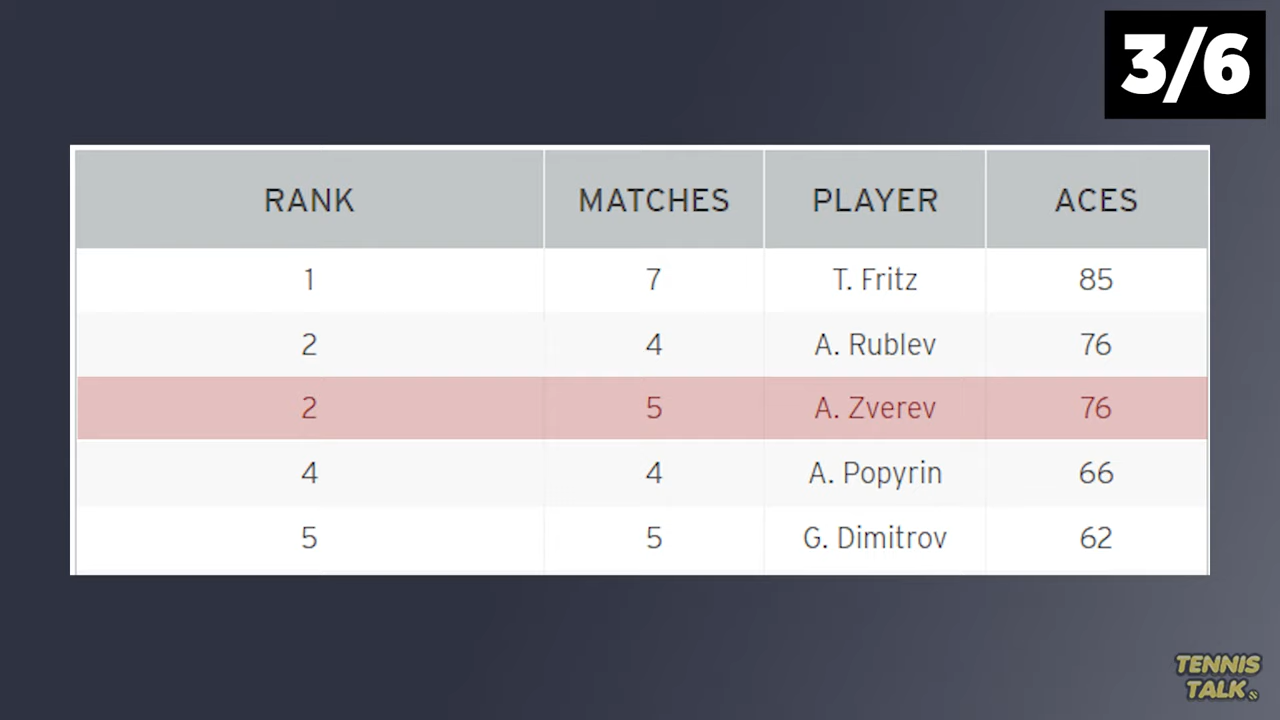 3/6
RANK MATCHES PLAYER ACES
1 7 T. Fritz 85
2 4 A. Rublev 76
2 5 A. Zverev 76
4 4 A. Popyrin 66
5 5 G. Dimitrov 62
TENNIS
TALK